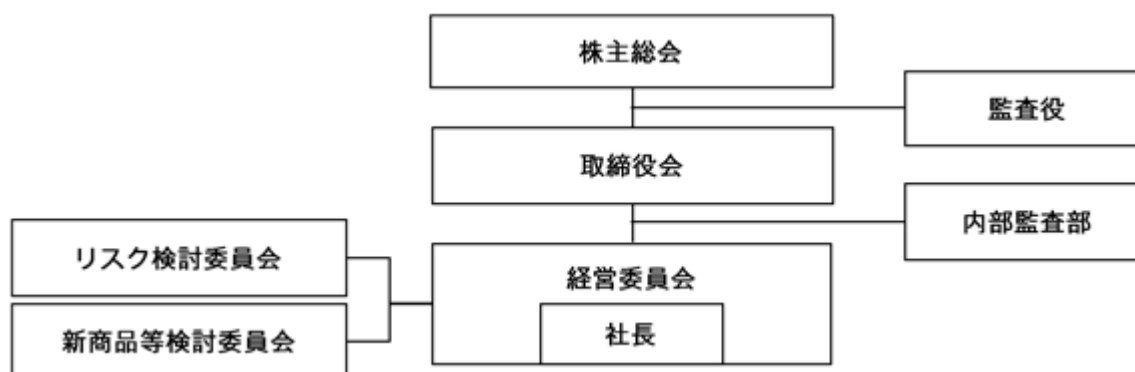 株主総会
監査役
取締役会
内部監査部
リスク検討委員会
経営委員会
新商品等検討委員会
社長